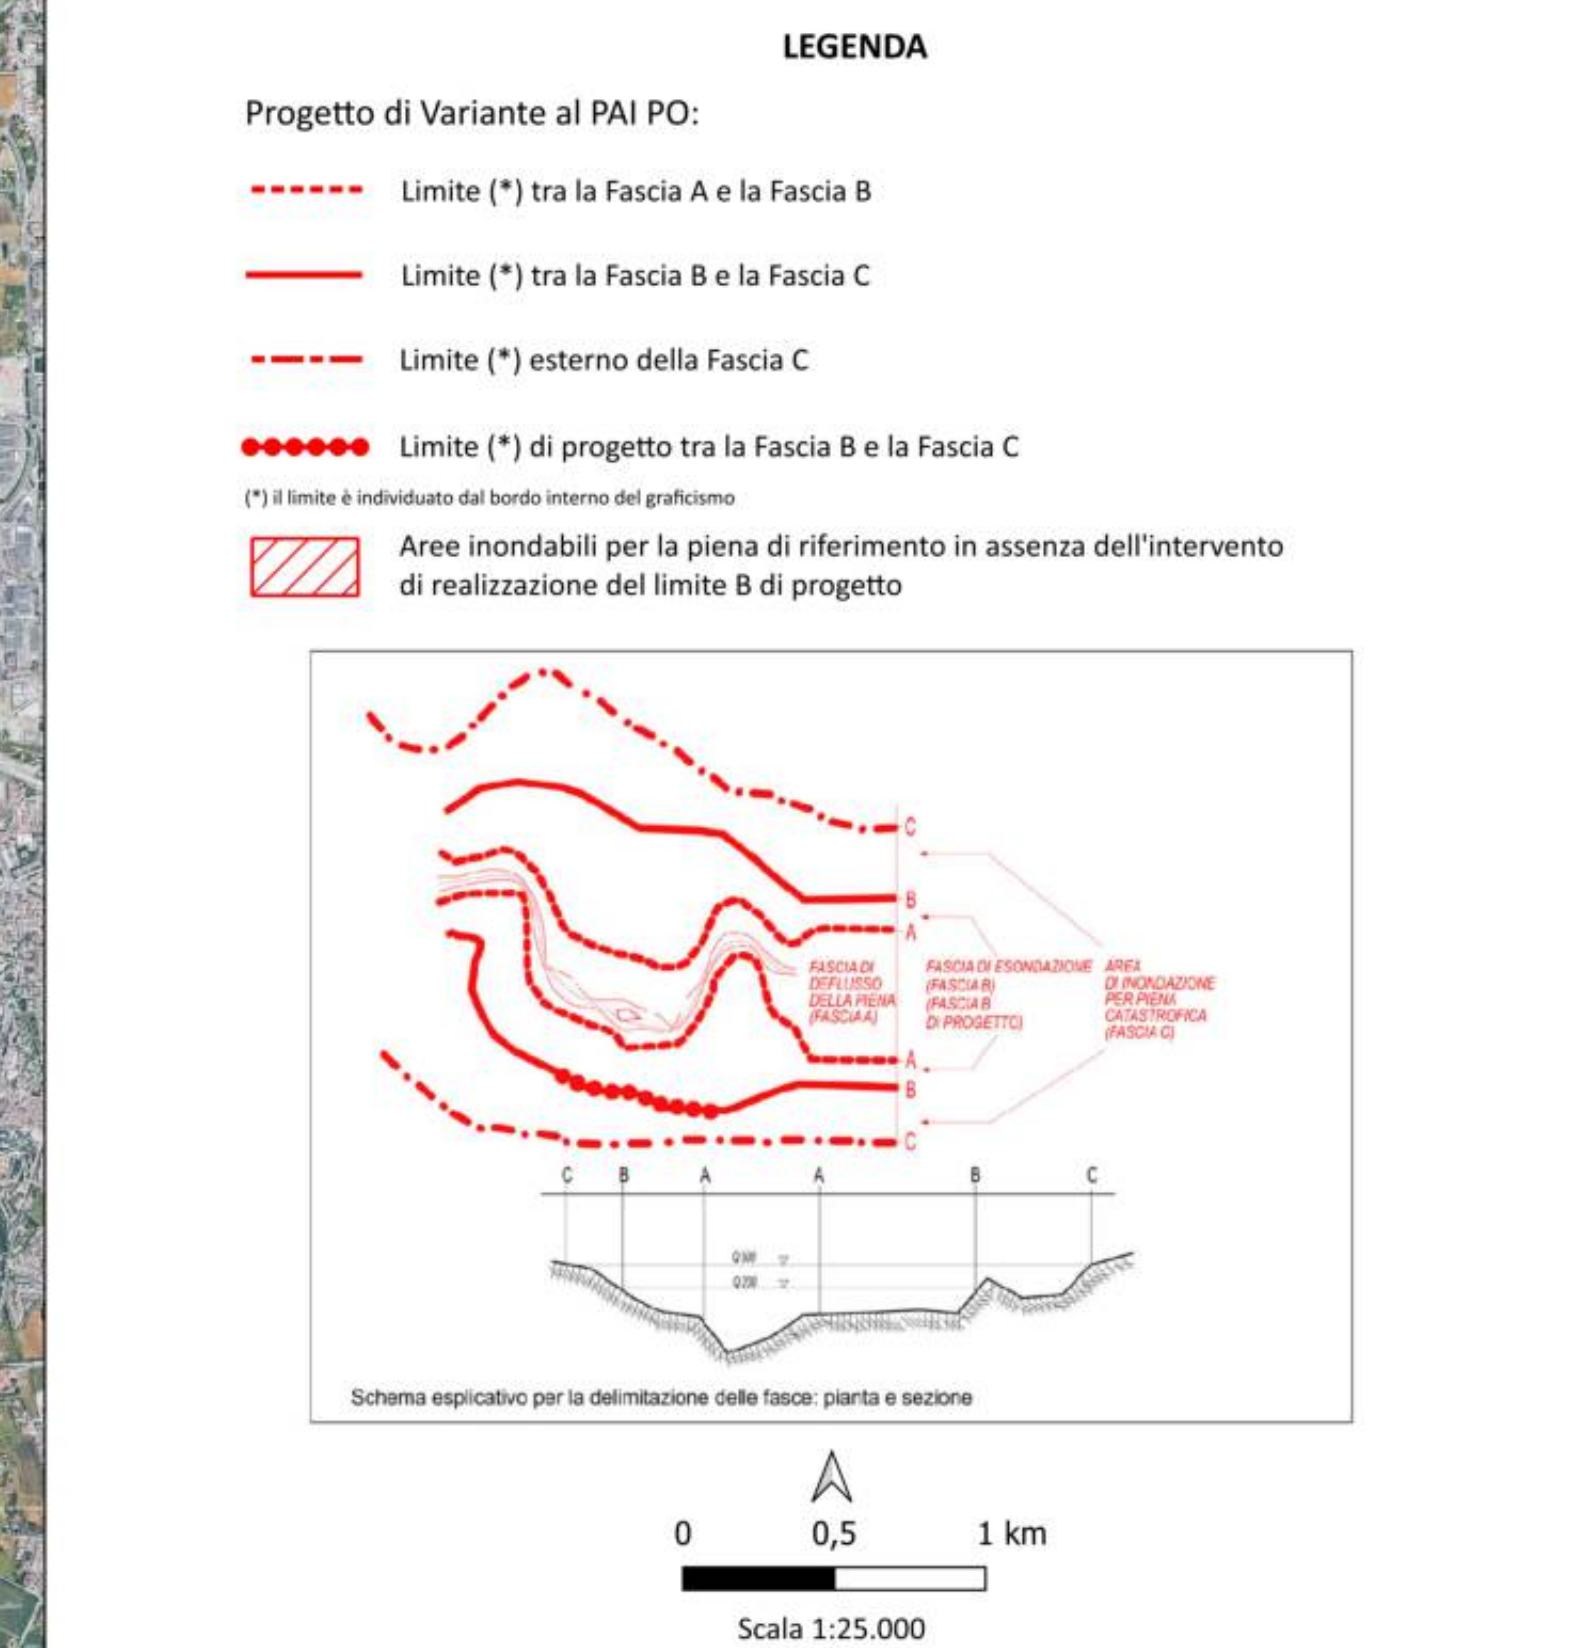 LEGENDA
Progetto di Variante al PAI PO:
Limite (*) tra la Fascia A e la Fascia B
Limite (*) tra la Fascia B e la Fascia C
Limite (*) esterno della Fascia C
Limite (*) di progetto tra la Fascia B e la Fascia C
(*) il limite è individuato dal bordo interno del graficismo
Aree inondabili per la piena di riferimento in assenza dell'intervento
di realizzazione del limite B di progetto
C
B
A
FASCIA DI
DEFLUSSO
DELLA PIENA
(FASCIA A)
FASCIA DI ESONDAZIONE
(FASCIA B)
(FASCIA B
DI PROGETTO)
AREA
DI INONDAZIONE
PER PIENA
CATASTROFICA
(FASCIA C)
A
B
C
C B A A B C
Q 500
Q 200
Schema esplicativo per la delimitazione delle fasce: pianta e sezione
0 0,5 1 km
Scala 1:25.000